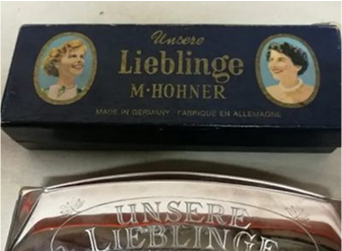 Unsere
Lieblinge
M·HOHNER
MADE IN GERMANY · FABRIQUÉ EN ALLEMAGNE
UNSERE
LIEBLINGE